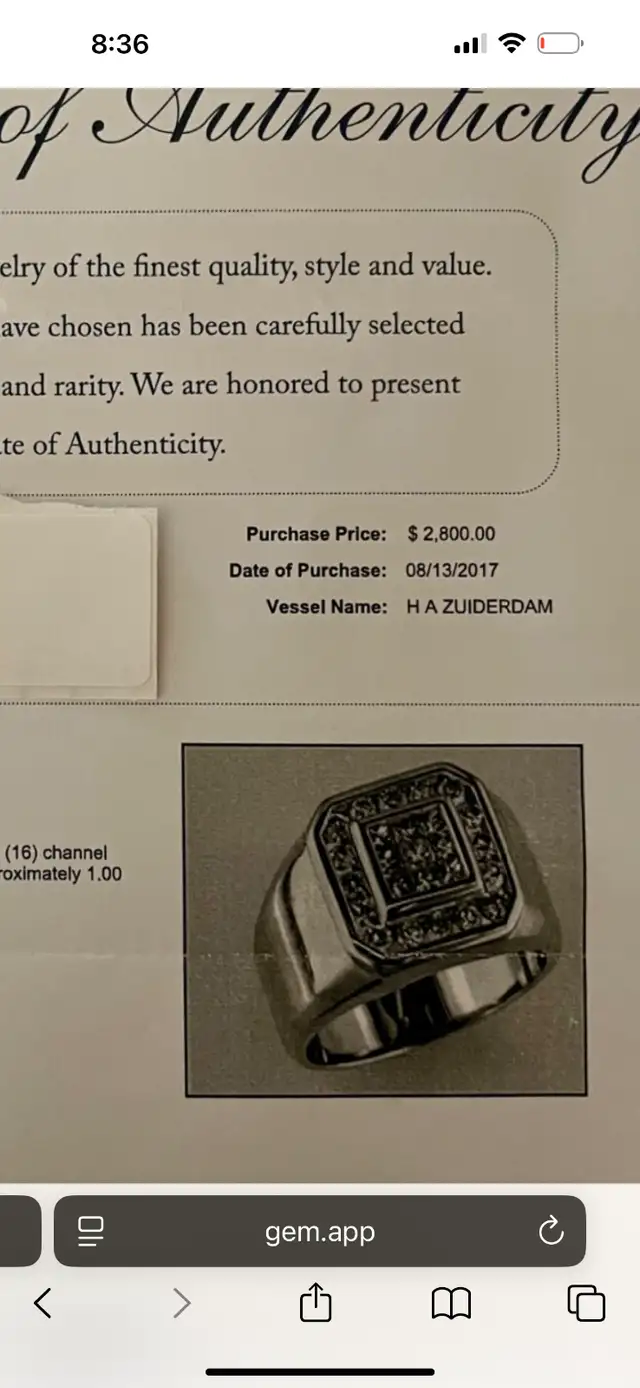 8:36
of Authenticity
elry of the finest quality, style and value.
ave chosen has been carefully selected
and rarity. We are honored to present
te of Authenticity.
Purchase Price: $ 2,800.00
Date of Purchase: 08/13/2017
Vessel Name: H A ZUIDERDAM
(16) channel
roximately 1.00
gem.app